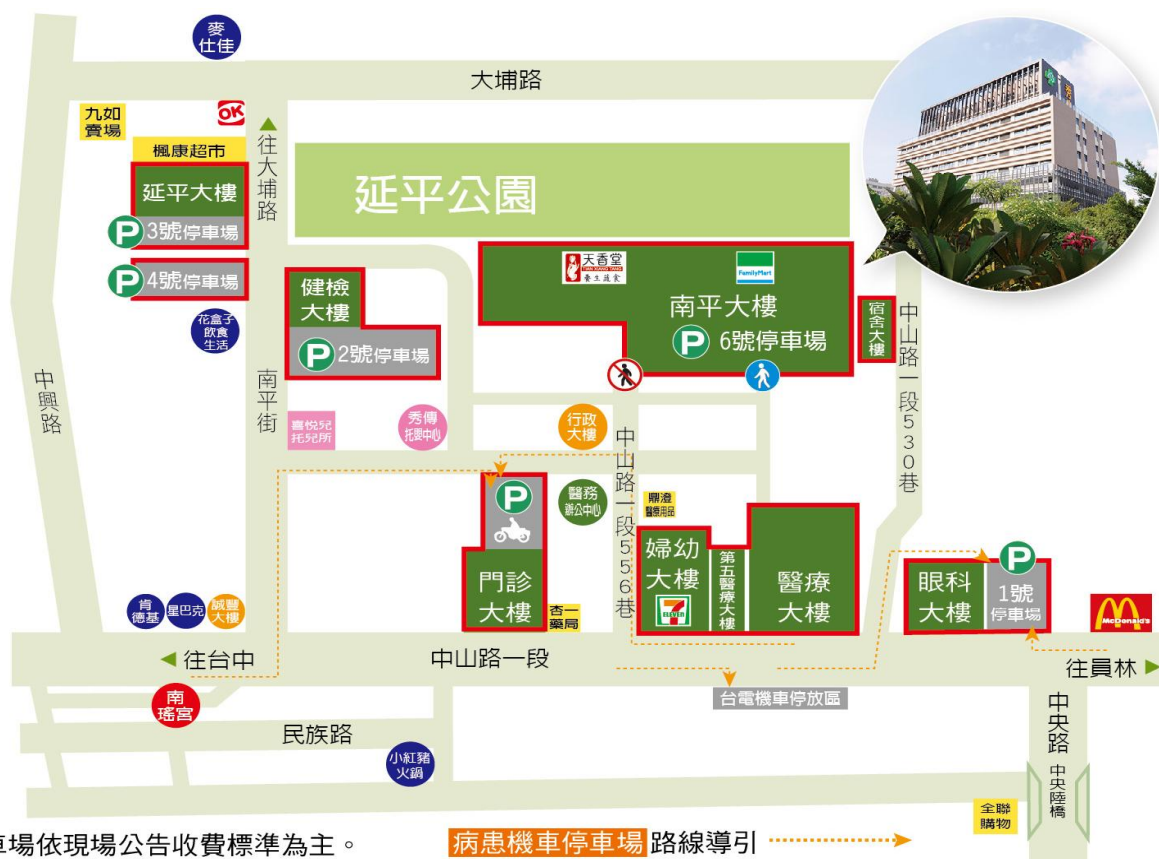 麥
仕佳
大埔路
九如
賣場
OK
楓康超市
往大埔路
延平公園
延平大樓
P 3號停車場
P 4號停車場
花盒子
飲食
生活
健檢
大樓
P 2號停車場
天香堂
TIAN XIANG TANG
養生蔬食
FamilyMart
南平大樓
P 6號停車場
宿舍大樓
中山路一段530巷
中興路
南平街
喜悅兒
托兒所
秀傳
托嬰中心
行政
大樓
中山路一段556巷
P
醫務
辦公中心
鼎澄
醫療用品
門診
大樓
杏一
藥局
婦幼
大樓
7
ELEVEN
第五醫療大樓
醫療
大樓
眼科
大樓
P
1號
停車場
McDonald's
肯
德基
星巴克
誠豐
大樓
往台中
中山路一段
往員林
台電機車停放區
南
瑤宮
民族路
小紅豬
火鍋
中央路
中央陸橋
全聯
購物
車場依現場公告收費標準為主。
病患機車停車場 路線導引